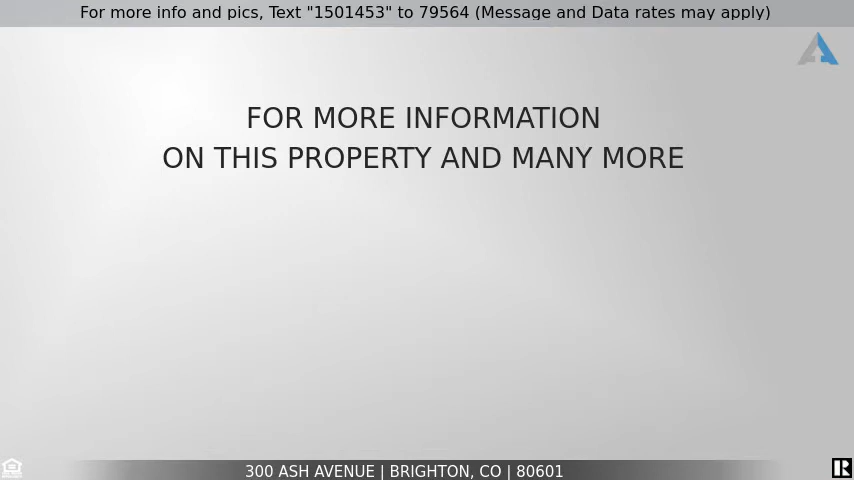 For more info and pics, Text "1501453" to 79564 (Message and Data rates may apply)
FOR MORE INFORMATION
ON THIS PROPERTY AND MANY MORE
300 ASH AVENUE | BRIGHTON, CO | 80601